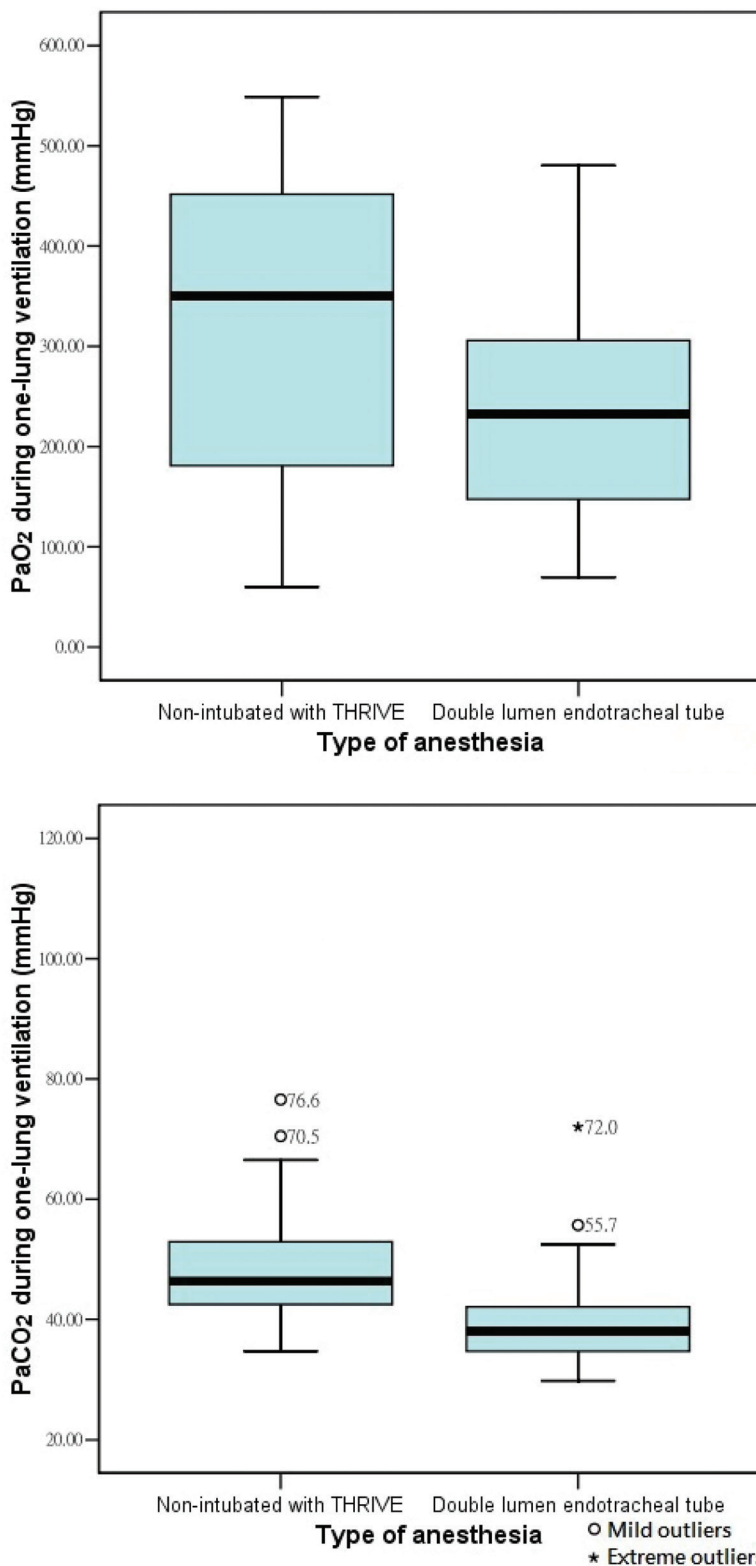 600.00
500.00
400.00
300.00
200.00
100.00
0.00
PaO2 during one-lung ventilation (mmHg)
Non-intubated with THRIVE Double lumen endotracheal tube
Type of anesthesia
120.00
100.00
80.00
60.00
40.00
20.00
PaCO2 during one-lung ventilation (mmHg)
76.6
70.5
72.0
55.7
Non-intubated with THRIVE Double lumen endotracheal tube
Type of anesthesia
Mild outliers
Extreme outlier